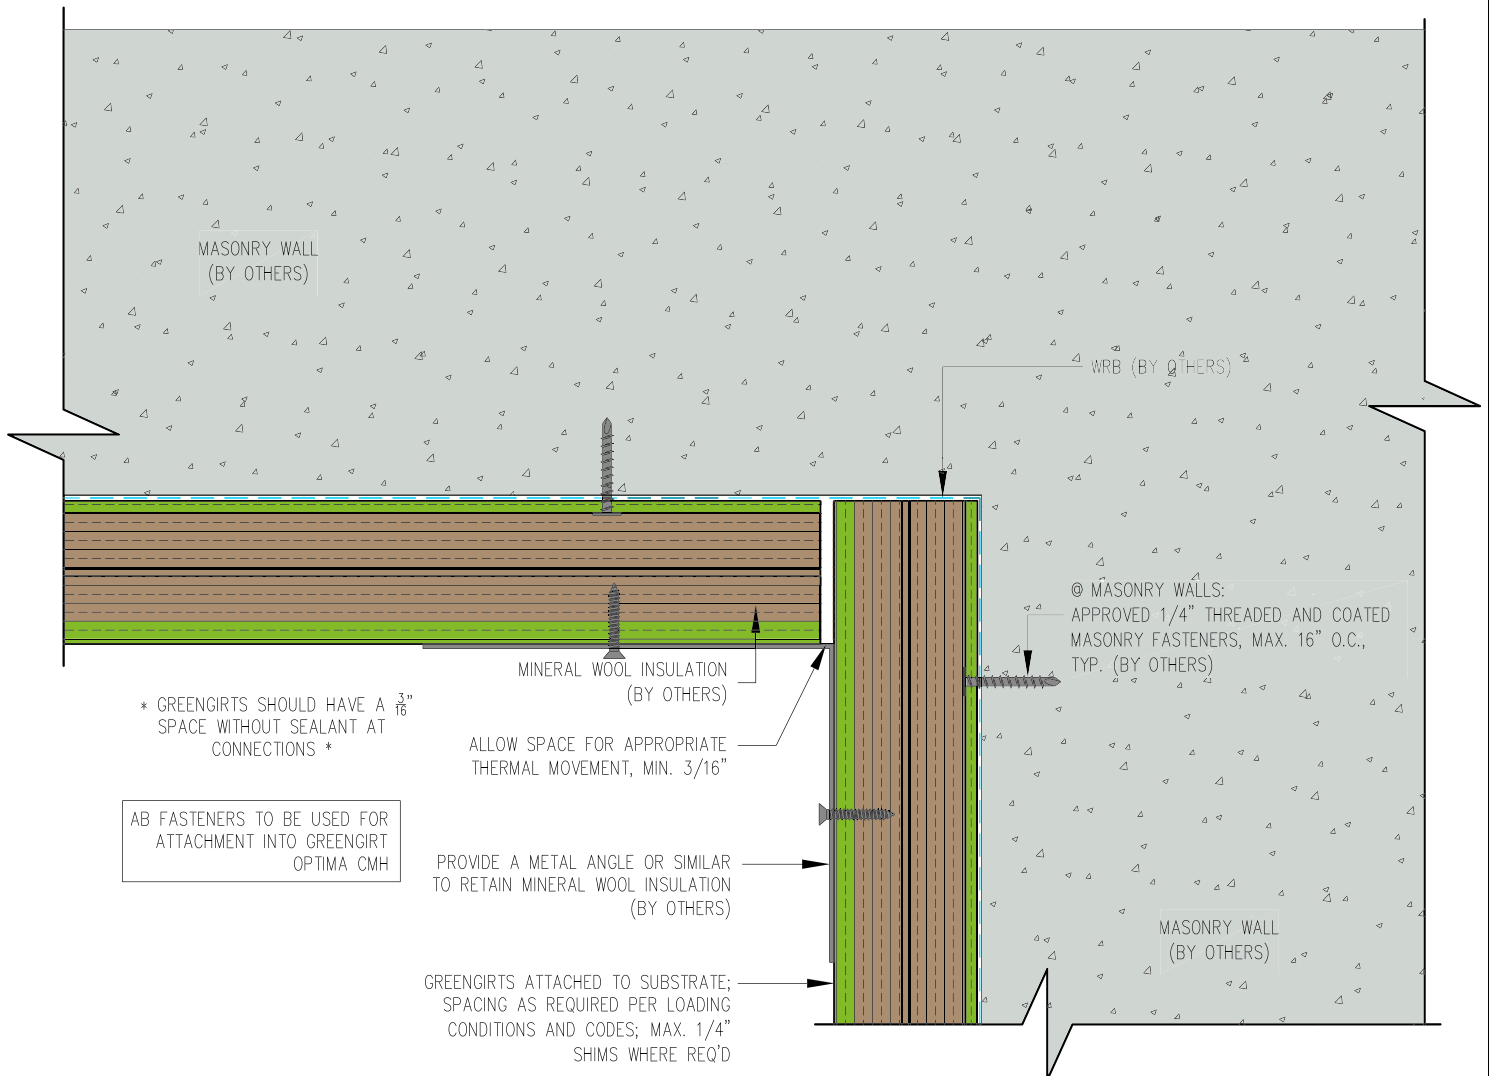 MASONRY WALL
(BY OTHERS)
WRB (BY OTHERS)
@ MASONRY WALLS:
APPROVED 1/4" THREADED AND COATED
MASONRY FASTENERS, MAX. 16" O.C.,
TYP. (BY OTHERS)
MINERAL WOOL INSULATION
(BY OTHERS)
* GREENGIRTS SHOULD HAVE A 3/16"
SPACE WITHOUT SEALANT AT
CONNECTIONS *
ALLOW SPACE FOR APPROPRIATE
THERMAL MOVEMENT, MIN. 3/16"
AB FASTENERS TO BE USED FOR
ATTACHMENT INTO GREENGIRT
OPTIMA CMH
PROVIDE A METAL ANGLE OR SIMILAR
TO RETAIN MINERAL WOOL INSULATION
(BY OTHERS)
MASONRY WALL
(BY OTHERS)
GREENGIRTS ATTACHED TO SUBSTRATE;
SPACING AS REQUIRED PER LOADING
CONDITIONS AND CODES; MAX. 1/4"
SHIMS WHERE REQ'D